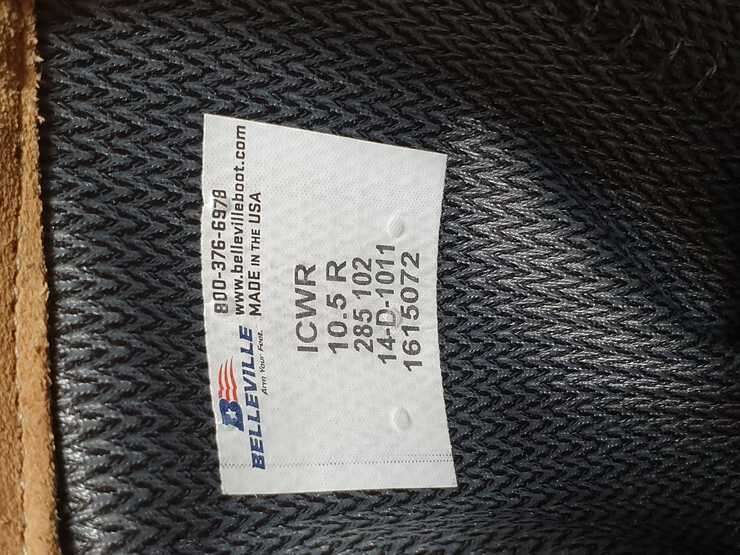 BELLEVILLE
Arm Your Feet.
800-376-6978
www.bellevilleboot.com
MADE IN THE USA
ICWR
10.5 R
285 102
14-D-1011
1615072